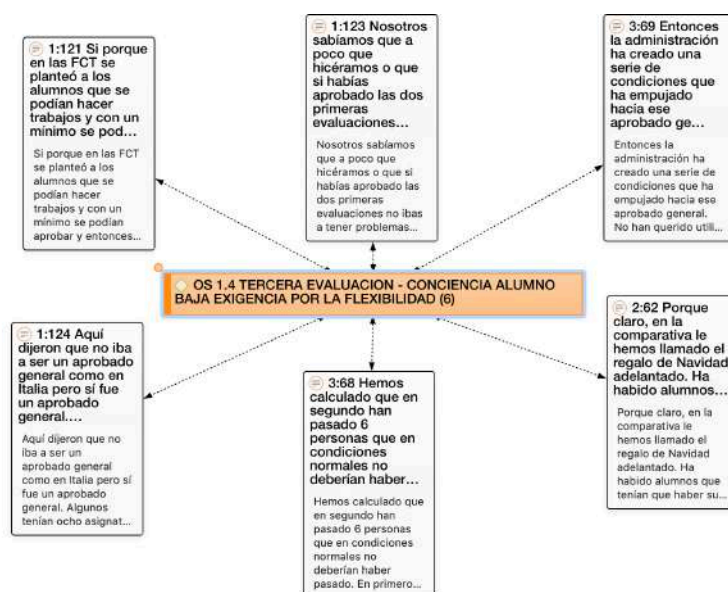 1:121 Si porque
en las FCT se
planteó a los
alumnos que se
podían hacer
trabajos y con un
mínimo se pod...
Si porque en las FCT
se planteó a los
alumnos que se
podían hacer
trabajos y con un
mínimo se podían
aprobar y entonces...
1:123 Nosotros
sabíamos que a
poco que
hicéramos o que
si habías
aprobado las dos
primeras
evaluaciones...
Nosotros sabíamos
que a poco que
hicéramos o que si
habías aprobado las
dos primeras
evaluaciones no ibas
a tener problemas...
3:69 Entonces
la administración
ha creado una
serie de
condiciones que
ha empujado
hacia ese
aprobado ge...
Entonces la
administración ha
creado una serie de
condiciones que ha
empujado hacia ese
aprobado general.
No han querido utili...
OS 1.4 TERCERA EVALUACION - CONCIENCIA ALUMNO
BAJA EXIGENCIA POR LA FLEXIBILIDAD (6)
1:124 Aquí
dijeron que no iba
a ser un aprobado
general como en
Italia pero sí fue
un aprobado
general....
Aquí dijeron que no
iba a ser un
aprobado general
como en Italia pero sí
fue un aprobado
general. Algunos
tenían ocho asignat...
3:68 Hemos
calculado que en
segundo han
pasado 6
personas que en
condiciones
normales no
deberían haber...
Hemos calculado que
en segundo han
pasado 6 personas
que en condiciones
normales no
deberían haber
pasado. En primero...
2:62 Porque
claro, en la
comparativa le
hemos llamado el
regalo de Navidad
adelantado. Ha
habido alumnos...
Porque claro, en la
comparativa le
hemos llamado el
regalo de Navidad
adelantado. Ha
habido alumnos que
tenían que haber su...